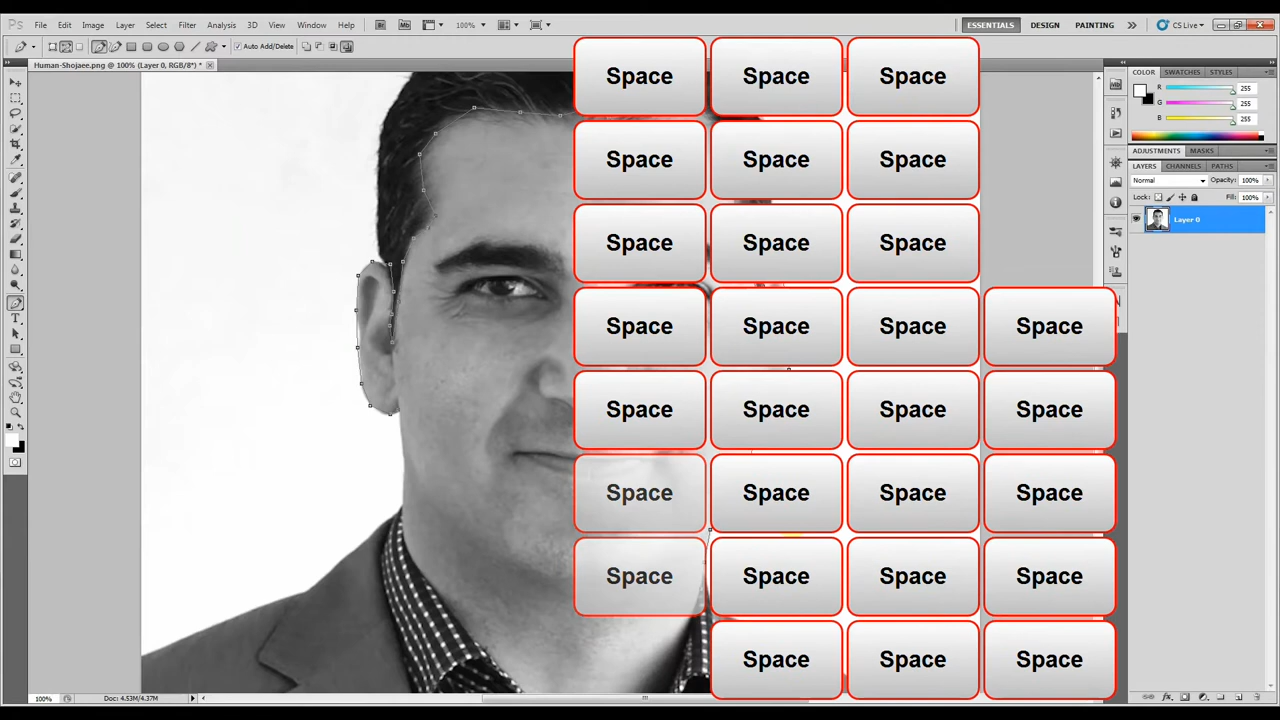 Ps File Edit Image Layer Select Filter Analysis 3D View Window Help Br Mb 100% ESSENTIALS DESIGN PAINTING CS Live
Auto Add/Delete
Human-Shojaee.png @ 100% (Layer 0, RGB/8*) *
COLOR SWATCHES STYLES
R 255
G 255
B 255
ADJUSTMENTS MASKS
LAYERS CHANNELS PATHS
Normal Opacity: 100%
Lock: Fill: 100%
Layer 0
Space Space Space
Space Space Space
Space Space Space
Space Space Space Space
Space Space Space Space
Space Space Space Space
Space Space Space Space
Space Space Space
100% Doc: 4.53M/4.37M